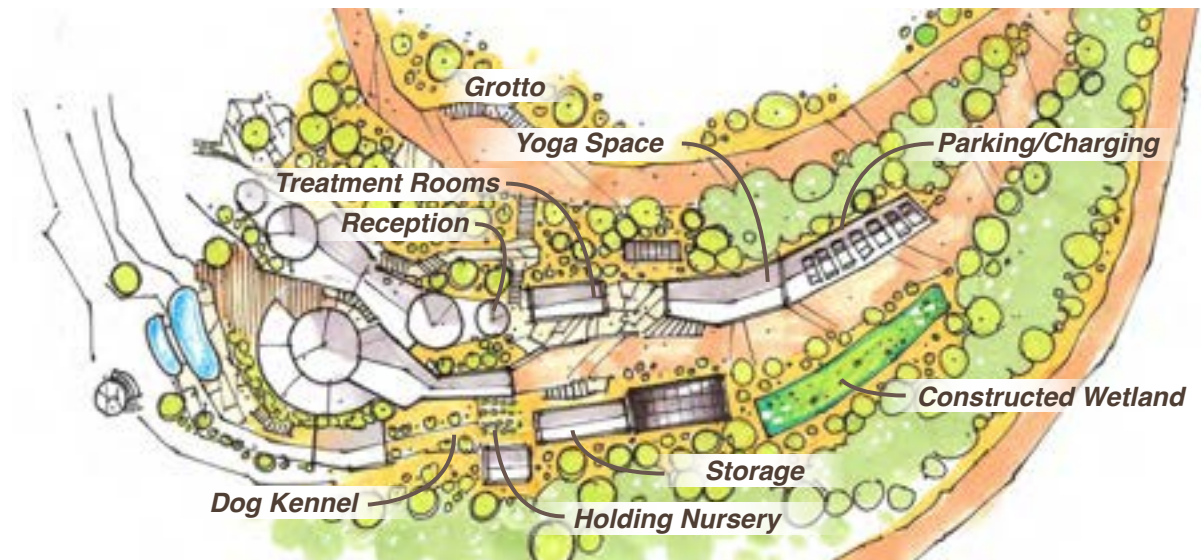 Grotto
Yoga Space
Parking/Charging
Treatment Rooms
Reception
Constructed Wetland
Storage
Dog Kennel
Holding Nursery